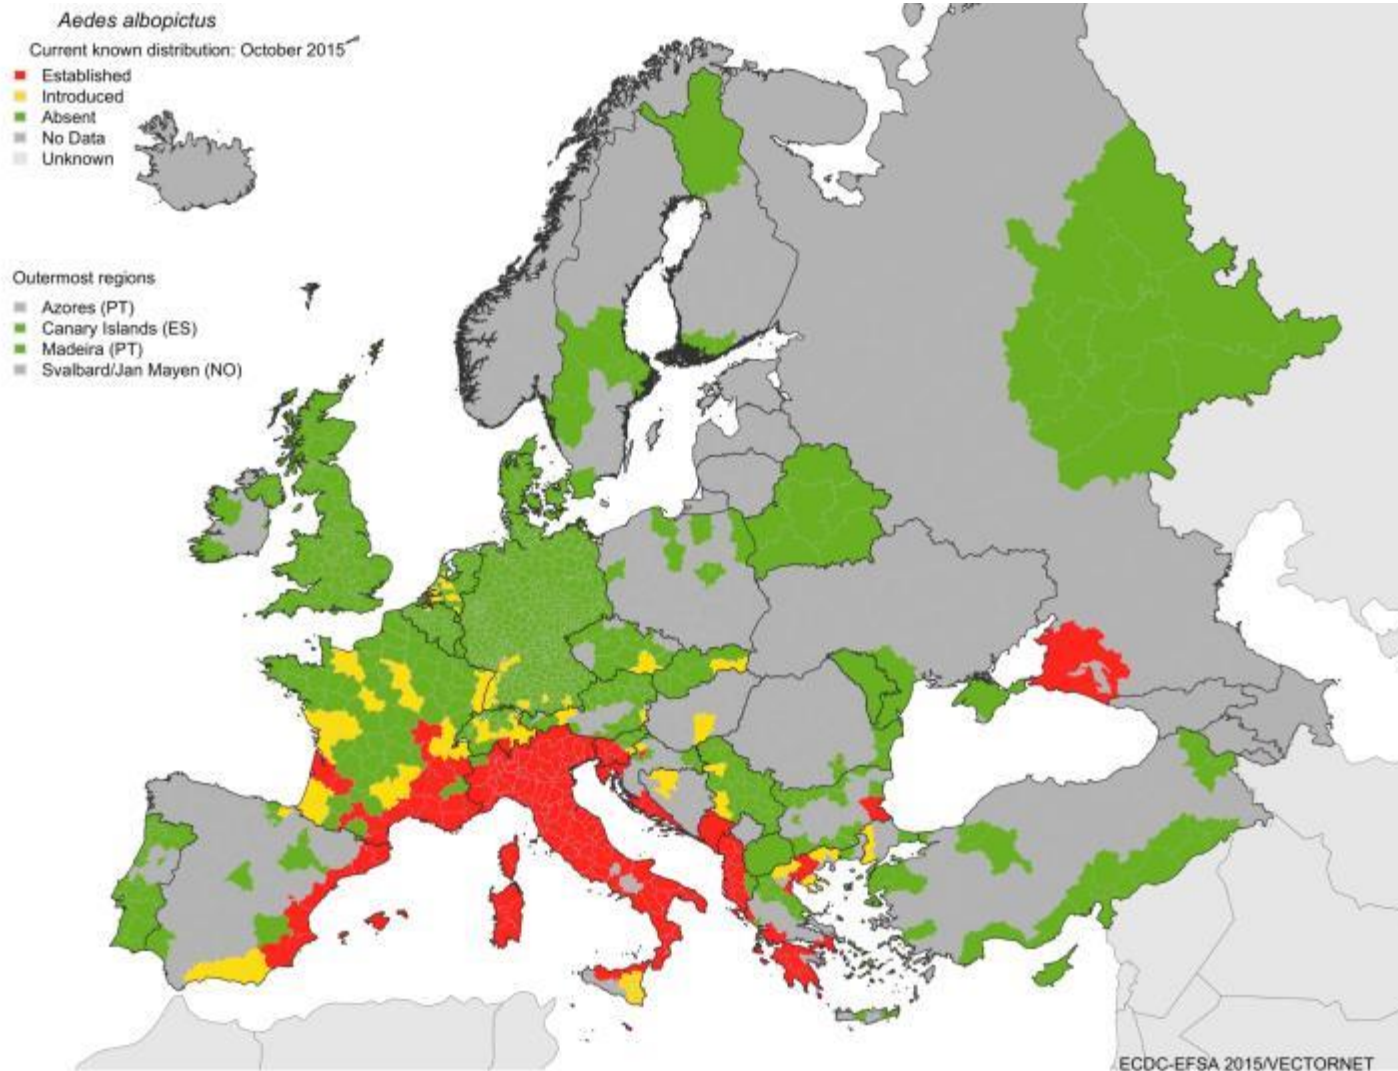 Aedes albopictus
Current known distribution: October 2015
Established
Introduced
Absent
No Data
Unknown
Outermost regions
Azores (PT)
Canary Islands (ES)
Madeira (PT)
Svalbard/Jan Mayen (NO)
ECDC-EFSA 2015/VECTORNET